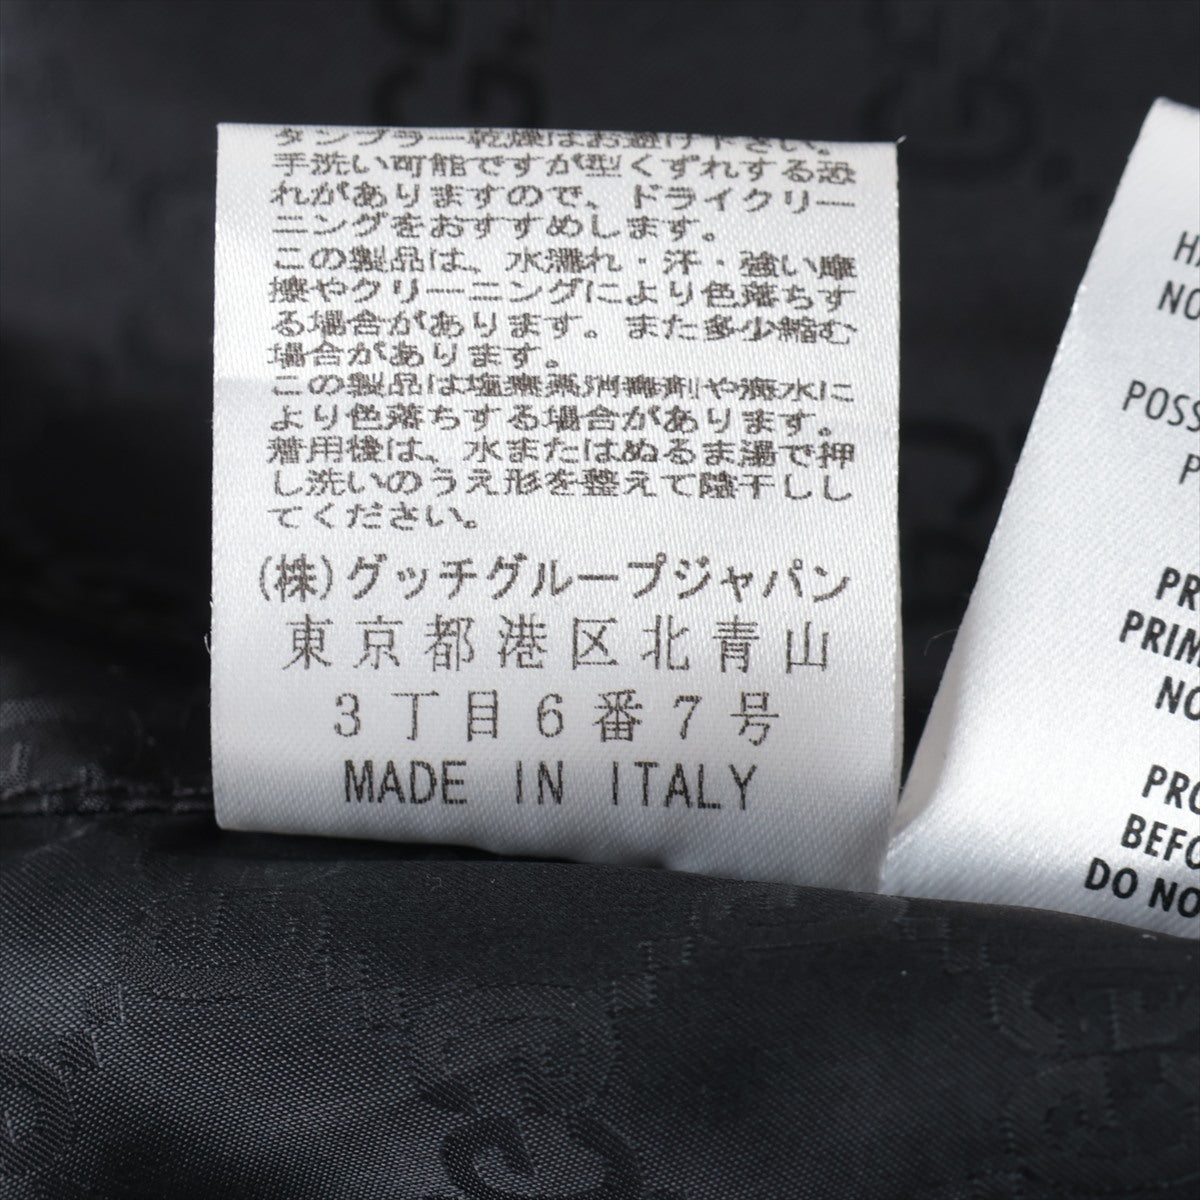 タンブラー乾燥はお避け下さい。
手洗い可能ですが型くずれする恐
れがありますので、ドライクリー
ニングをおすすめします。
この製品は、水濡れ・汗・強い摩
擦やクリーニングにより色落ちす
る場合があります。また多少縮む
場合があります。
この製品は塩素系消毒剤や海水に
より色落ちする場合があります。
着用後は、水またはぬるま湯で押
し洗いのうえ形を整えて陰干しし
てください。
(株)グッチグループジャパン
東京都港区北青山
3丁目6番7号
MADE IN ITALY
NO
POSS
P
PR
PRIM
NO
PRO
BEFO
DO NO